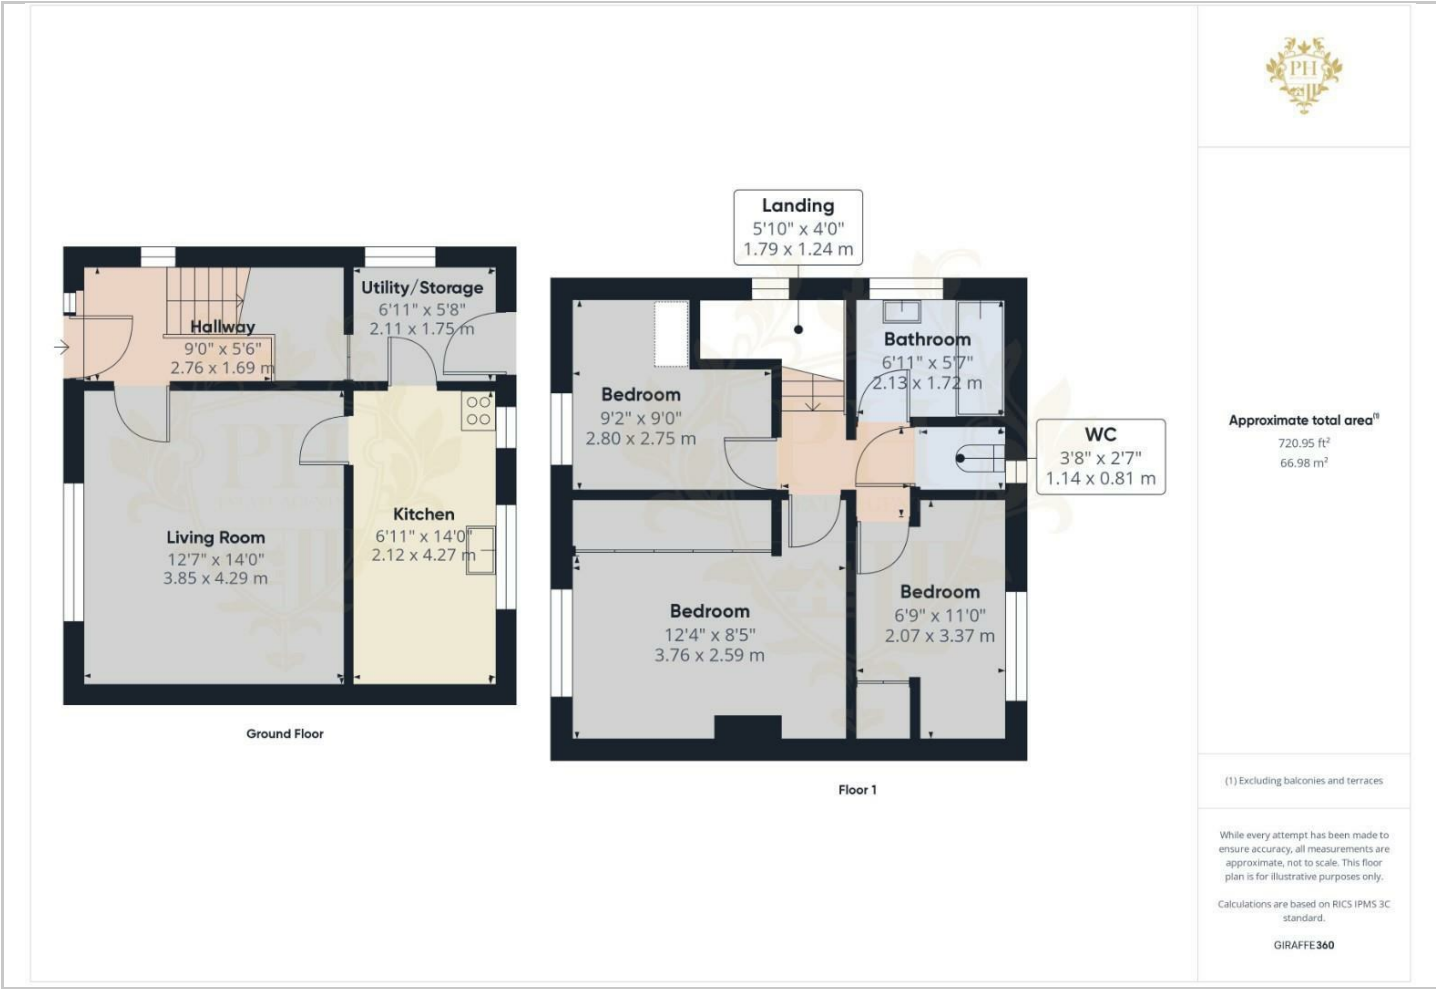 Landing
5'10" x 4'0"
1.79 x 1.24 m
Utility/Storage
6'11" x 5'8"
2.11 x 1.75 m
Hallway
9'0" x 5'6"
2.76 x 1.69 m
Living Room
12'7" x 14'0"
3.85 x 4.29 m
Kitchen
6'11" x 14'0"
2.12 x 4.27 m
Ground Floor
Bedroom
9'2" x 9'0"
2.80 x 2.75 m
Bathroom
6'11" x 5'7"
2.13 x 1.72 m
WC
3'8" x 2'7"
1.14 x 0.81 m
Bedroom
12'4" x 8'5"
3.76 x 2.59 m
Bedroom
6'9" x 11'0"
2.07 x 3.37 m
Floor 1
PH
Approximate total area(1)
720.95 ft²
66.98 m²
(1) Excluding balconies and terraces
While every attempt has been made to
ensure accuracy, all measurements are
approximate, not to scale. This floor
plan is for illustrative purposes only.
Calculations are based on RICS IPMS 3C
standard.
GIRAFFE360